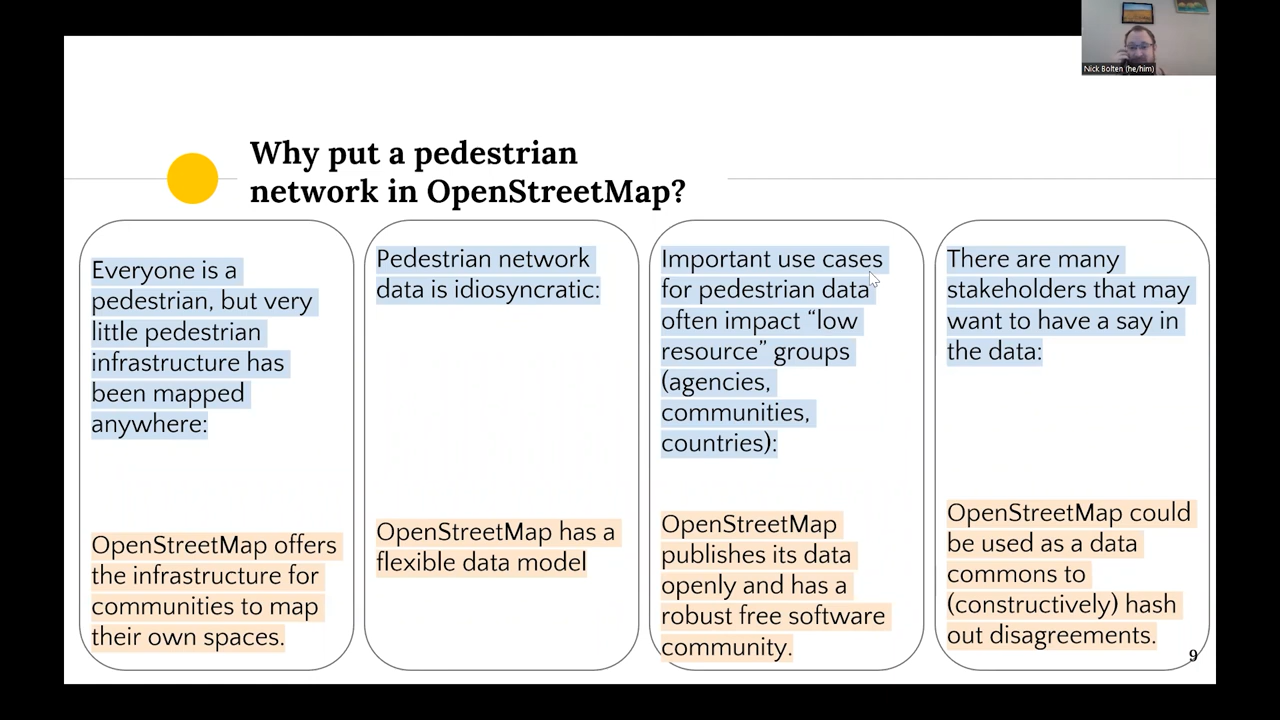 Nick Bolten (he/him)
Why put a pedestrian
network in OpenStreetMap?
Everyone is a
pedestrian, but very
little pedestrian
infrastructure has
been mapped
anywhere:
OpenStreetMap offers
the infrastructure for
communities to map
their own spaces.
Pedestrian network
data is idiosyncratic:
OpenStreetMap has a
flexible data model
Important use cases
for pedestrian data
often impact “low
resource” groups
(agencies,
communities,
countries):
OpenStreetMap
publishes its data
openly and has a
robust free software
community.
There are many
stakeholders that may
want to have a say in
the data:
OpenStreetMap could
be used as a data
commons to
(constructively) hash
out disagreements.
9